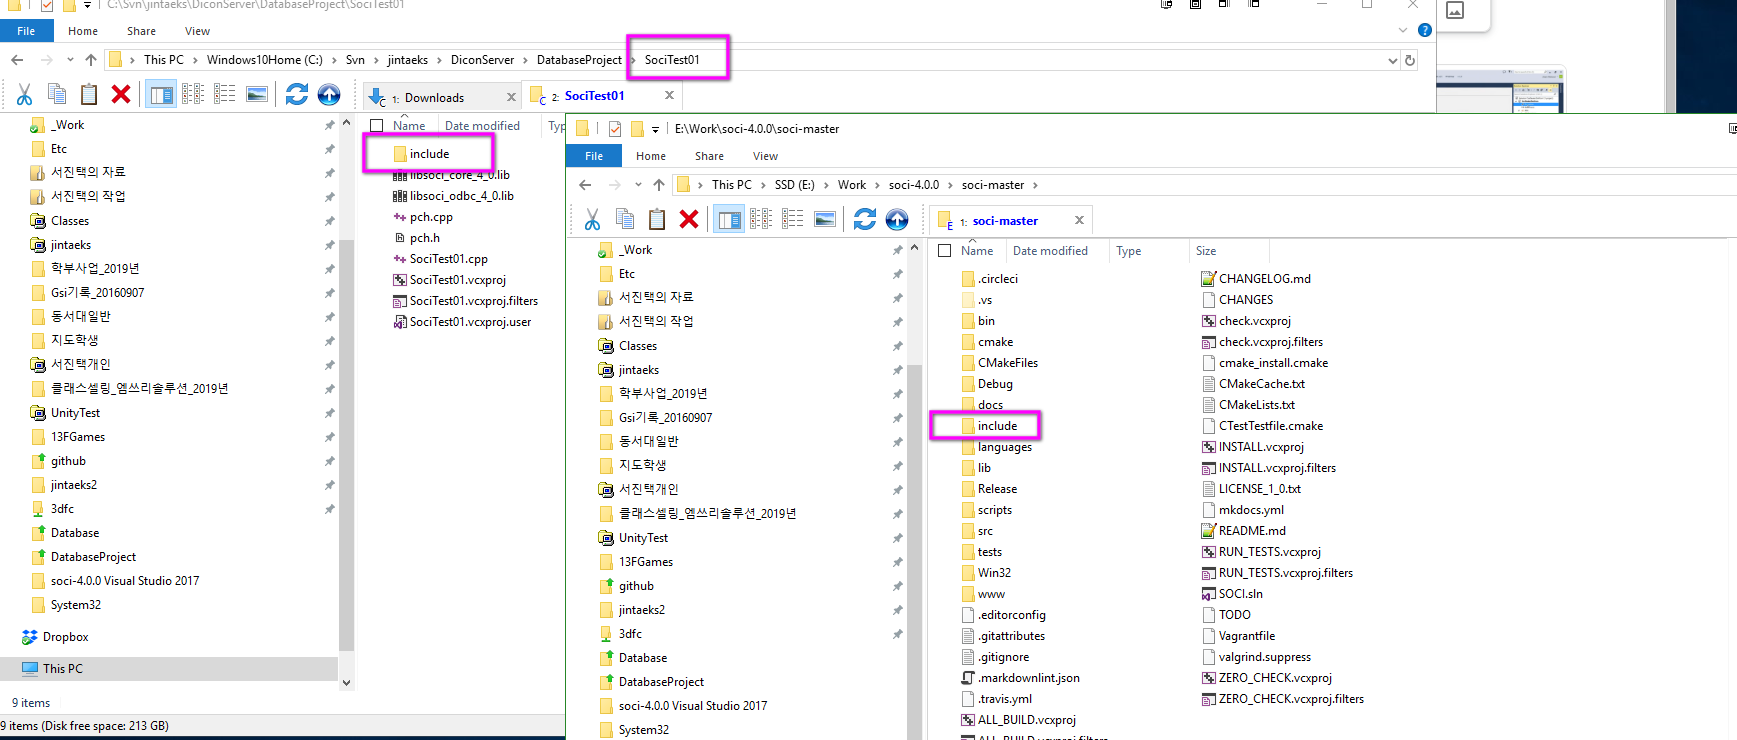 C:\Svn\jintaeks\DiconServer\DatabaseProject\SociTest01
File Home Share View
This PC > Windows10Home (C:) > Svn > jintaeks > DiconServer > DatabaseProject > SociTest01
1: Downloads
2: SociTest01
_Work
Etc
서진택의 자료
서진택의 작업
Classes
jintaeks
학부사업_2019년
Gsi기록_20160907
동서대일반
지도학생
서진택개인
클래스셀링_엠쓰리솔루션_2019년
UnityTest
13FGames
github
jintaeks2
3dfc
Database
DatabaseProject
soci-4.0.0 Visual Studio 2017
System32
Dropbox
This PC
9 items
9 items (Disk free space: 213 GB)
Name Date modified Typ
include
libsoci_core_4_0.lib
libsoci_odbc_4_0.lib
pch.cpp
pch.h
SociTest01.cpp
SociTest01.vcxproj
SociTest01.vcxproj.filters
SociTest01.vcxproj.user
E:\Work\soci-4.0.0\soci-master
File Home Share View
This PC > SSD (E:) > Work > soci-4.0.0 > soci-master >
1: soci-master
_Work
Etc
서진택의 자료
서진택의 작업
Classes
jintaeks
학부사업_2019년
Gsi기록_20160907
동서대일반
지도학생
서진택개인
클래스셀링_엠쓰리솔루션_2019년
UnityTest
13FGames
github
jintaeks2
3dfc
Database
DatabaseProject
soci-4.0.0 Visual Studio 2017
System32
Name Date modified Type Size
.circleci
.vs
bin
cmake
CMakeFiles
Debug
docs
include
languages
lib
Release
scripts
src
tests
Win32
www
.editorconfig
.gitattributes
.gitignore
.markdownlint.json
.travis.yml
ALL_BUILD.vcxproj
ALL_BUILD.vcxproj.filters
CHANGELOG.md
CHANGES
check.vcxproj
check.vcxproj.filters
cmake_install.cmake
CMakeCache.txt
CMakeLists.txt
CTestTestfile.cmake
INSTALL.vcxproj
INSTALL.vcxproj.filters
LICENSE_1_0.txt
mkdocs.yml
README.md
RUN_TESTS.vcxproj
RUN_TESTS.vcxproj.filters
SOCI.sln
TODO
Vagrantfile
valgrind.suppress
ZERO_CHECK.vcxproj
ZERO_CHECK.vcxproj.filters